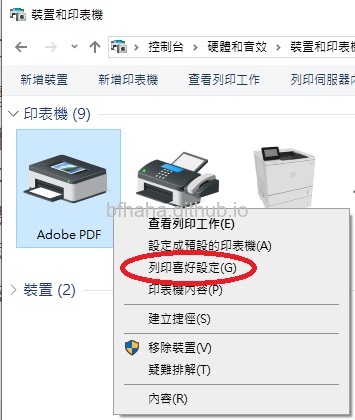 裝置和印表機
控制台 › 硬體和音效 › 裝置和印表機
新增裝置 新增印表機 查看列印工作 列印伺服器內
印表機 (9)
bfhaha.github.io
Adobe PDF
查看列印工作(E)
設定成預設的印表機(A)
列印喜好設定(G)
印表機內容(P)
裝置 (2)
建立捷徑(S)
移除裝置(V)
疑難排解(T)
內容(R)